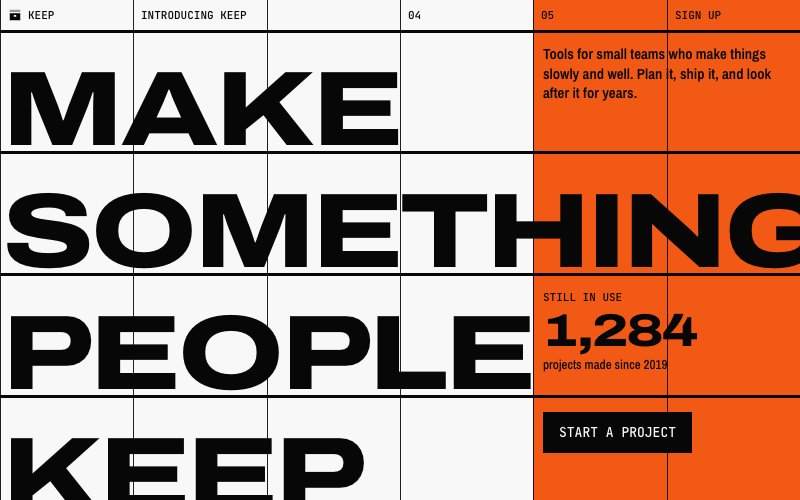 KEEP
INTRODUCING KEEP
04
05
SIGN UP
MAKE
Tools for small teams who make things
slowly and well. Plan it, ship it, and look
after it for years.
SOMETHING
PEOPLE
STILL IN USE
1,284
projects made since 2019
KEEP
START A PROJECT